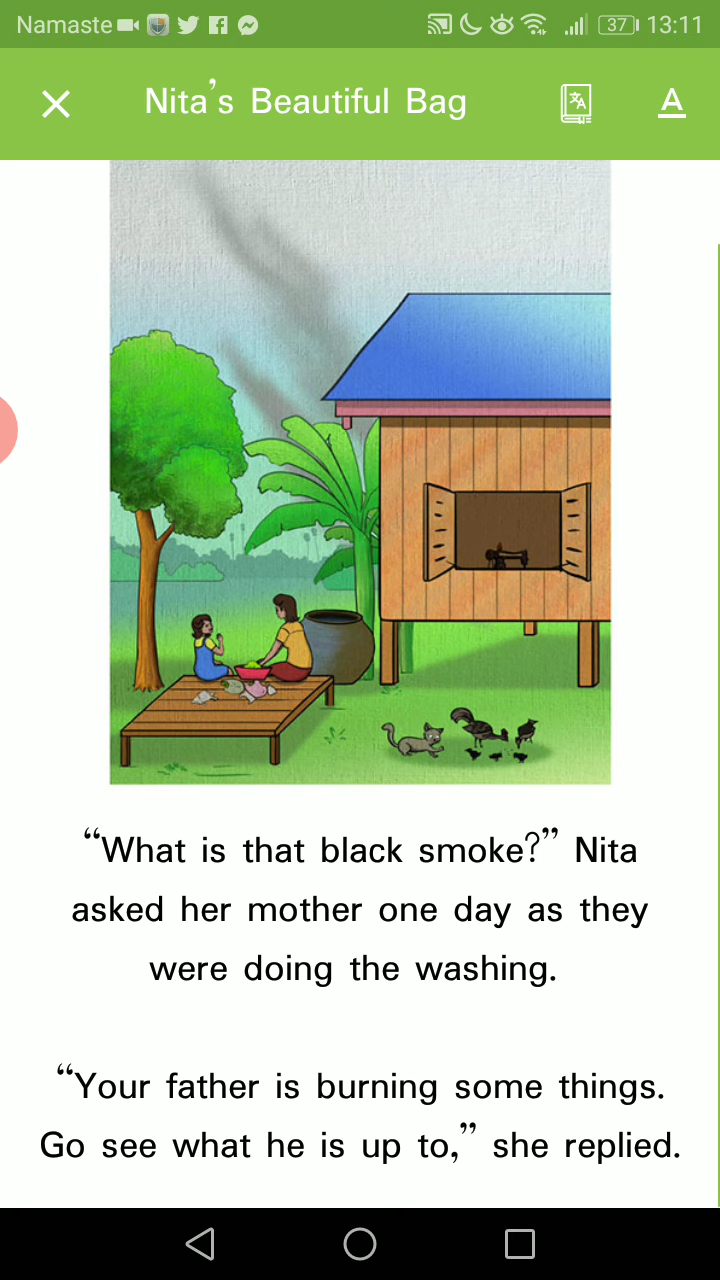 Namaste 37 13:11
Nita's Beautiful Bag A
“What is that black smoke?” Nita
asked her mother one day as they
were doing the washing.
“Your father is burning some things.
Go see what he is up to,” she replied.